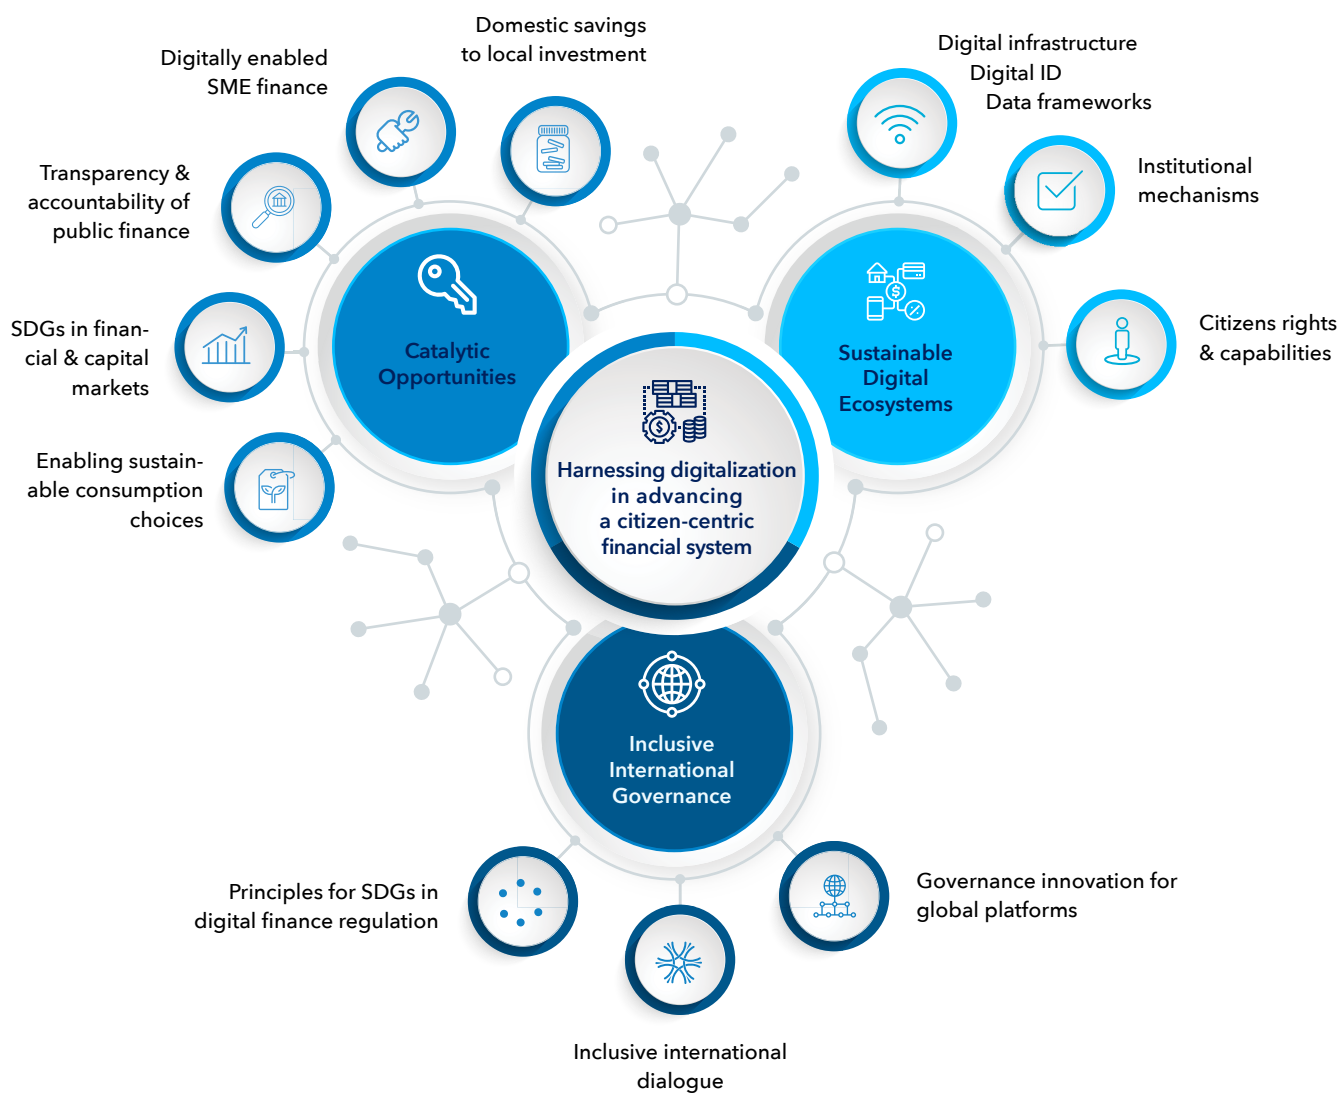 Domestic savings
to local investment
Digitally enabled
SME finance
Transparency &
accountability of
public finance
SDGs in finan-
cial & capital
markets
Enabling sustain-
able consumption
choices
Catalytic
Opportunities
Digital infrastructure
Digital ID
Data frameworks
Institutional
mechanisms
Citizens rights
& capabilities
Sustainable
Digital
Ecosystems
Harnessing digitalization
in advancing
a citizen-centric
financial system
Inclusive
International
Governance
Principles for SDGs in
digital finance regulation
Governance innovation for
global platforms
Inclusive international
dialogue